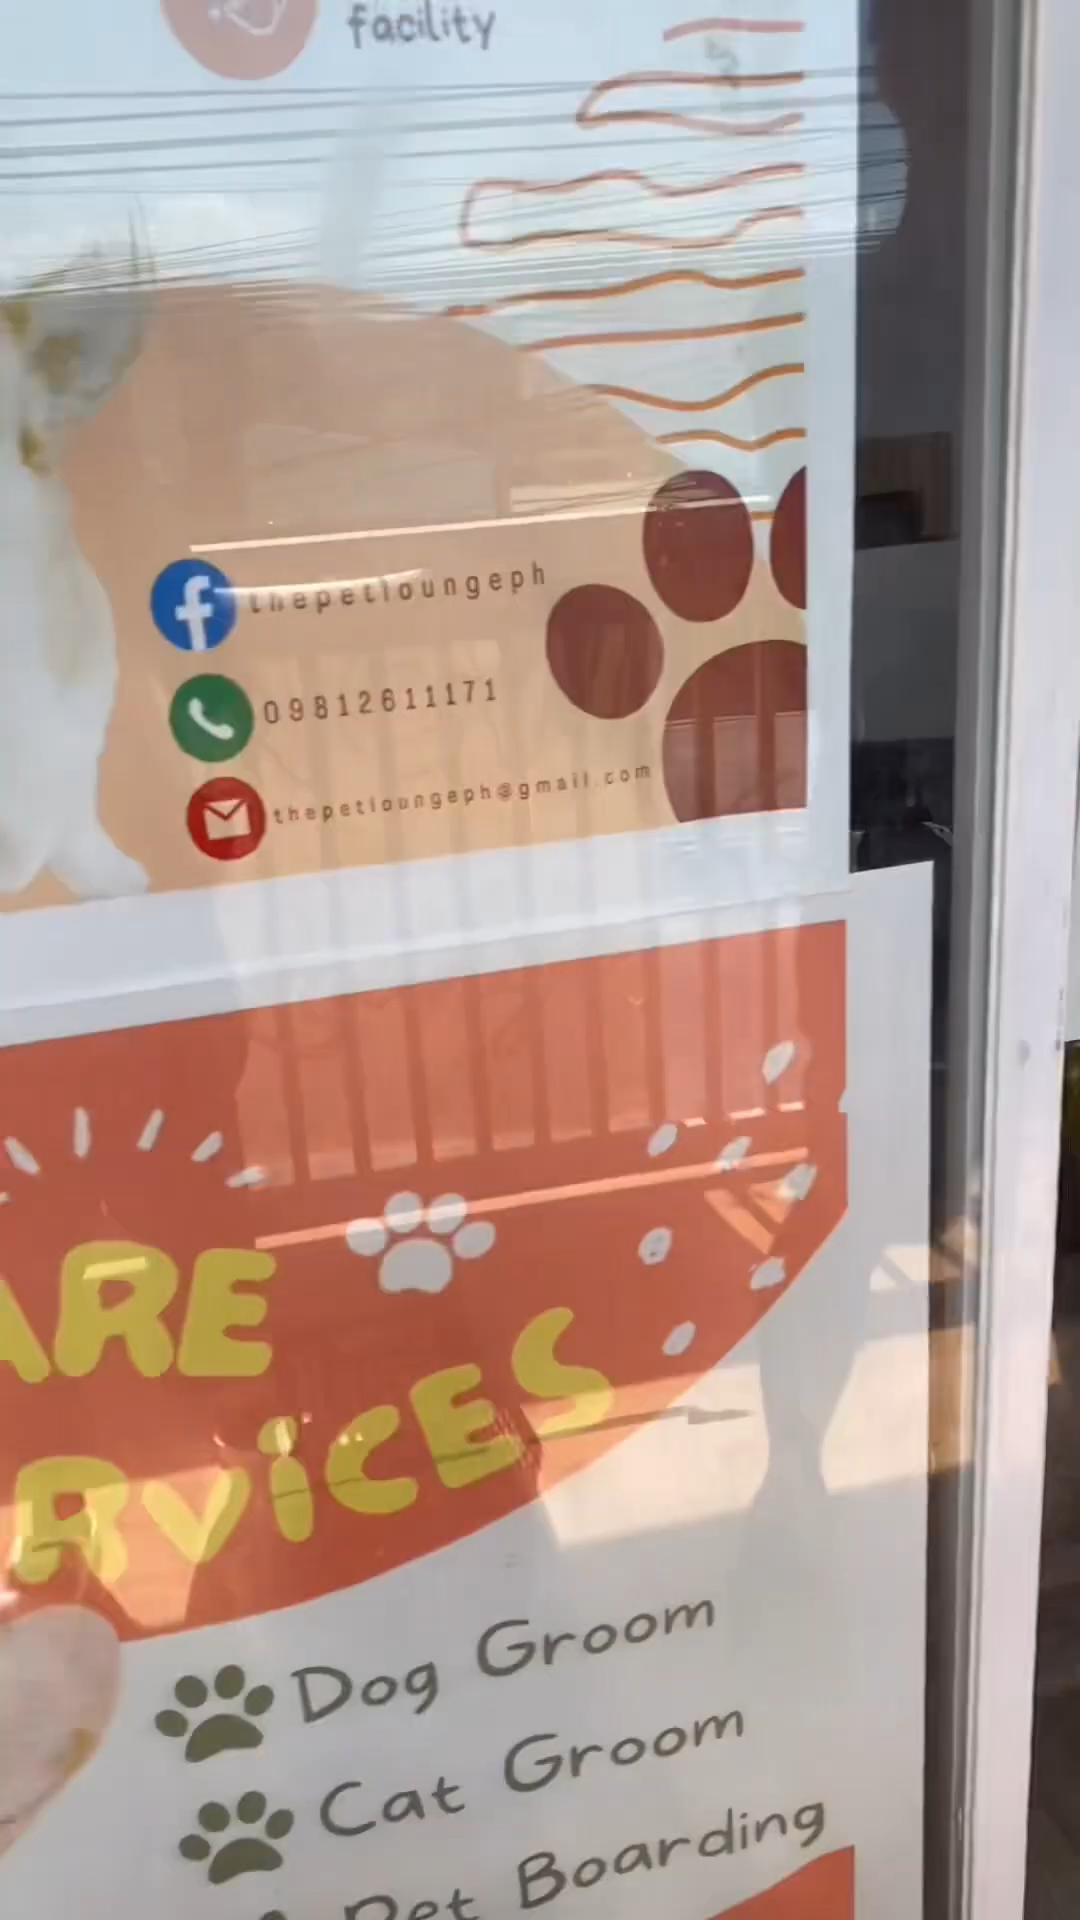 facility
thepetloungeph
09812611171
thepetloungeph@gmail.com
ARE
RVICES
Dog Groom
Cat Groom
Pet Boarding